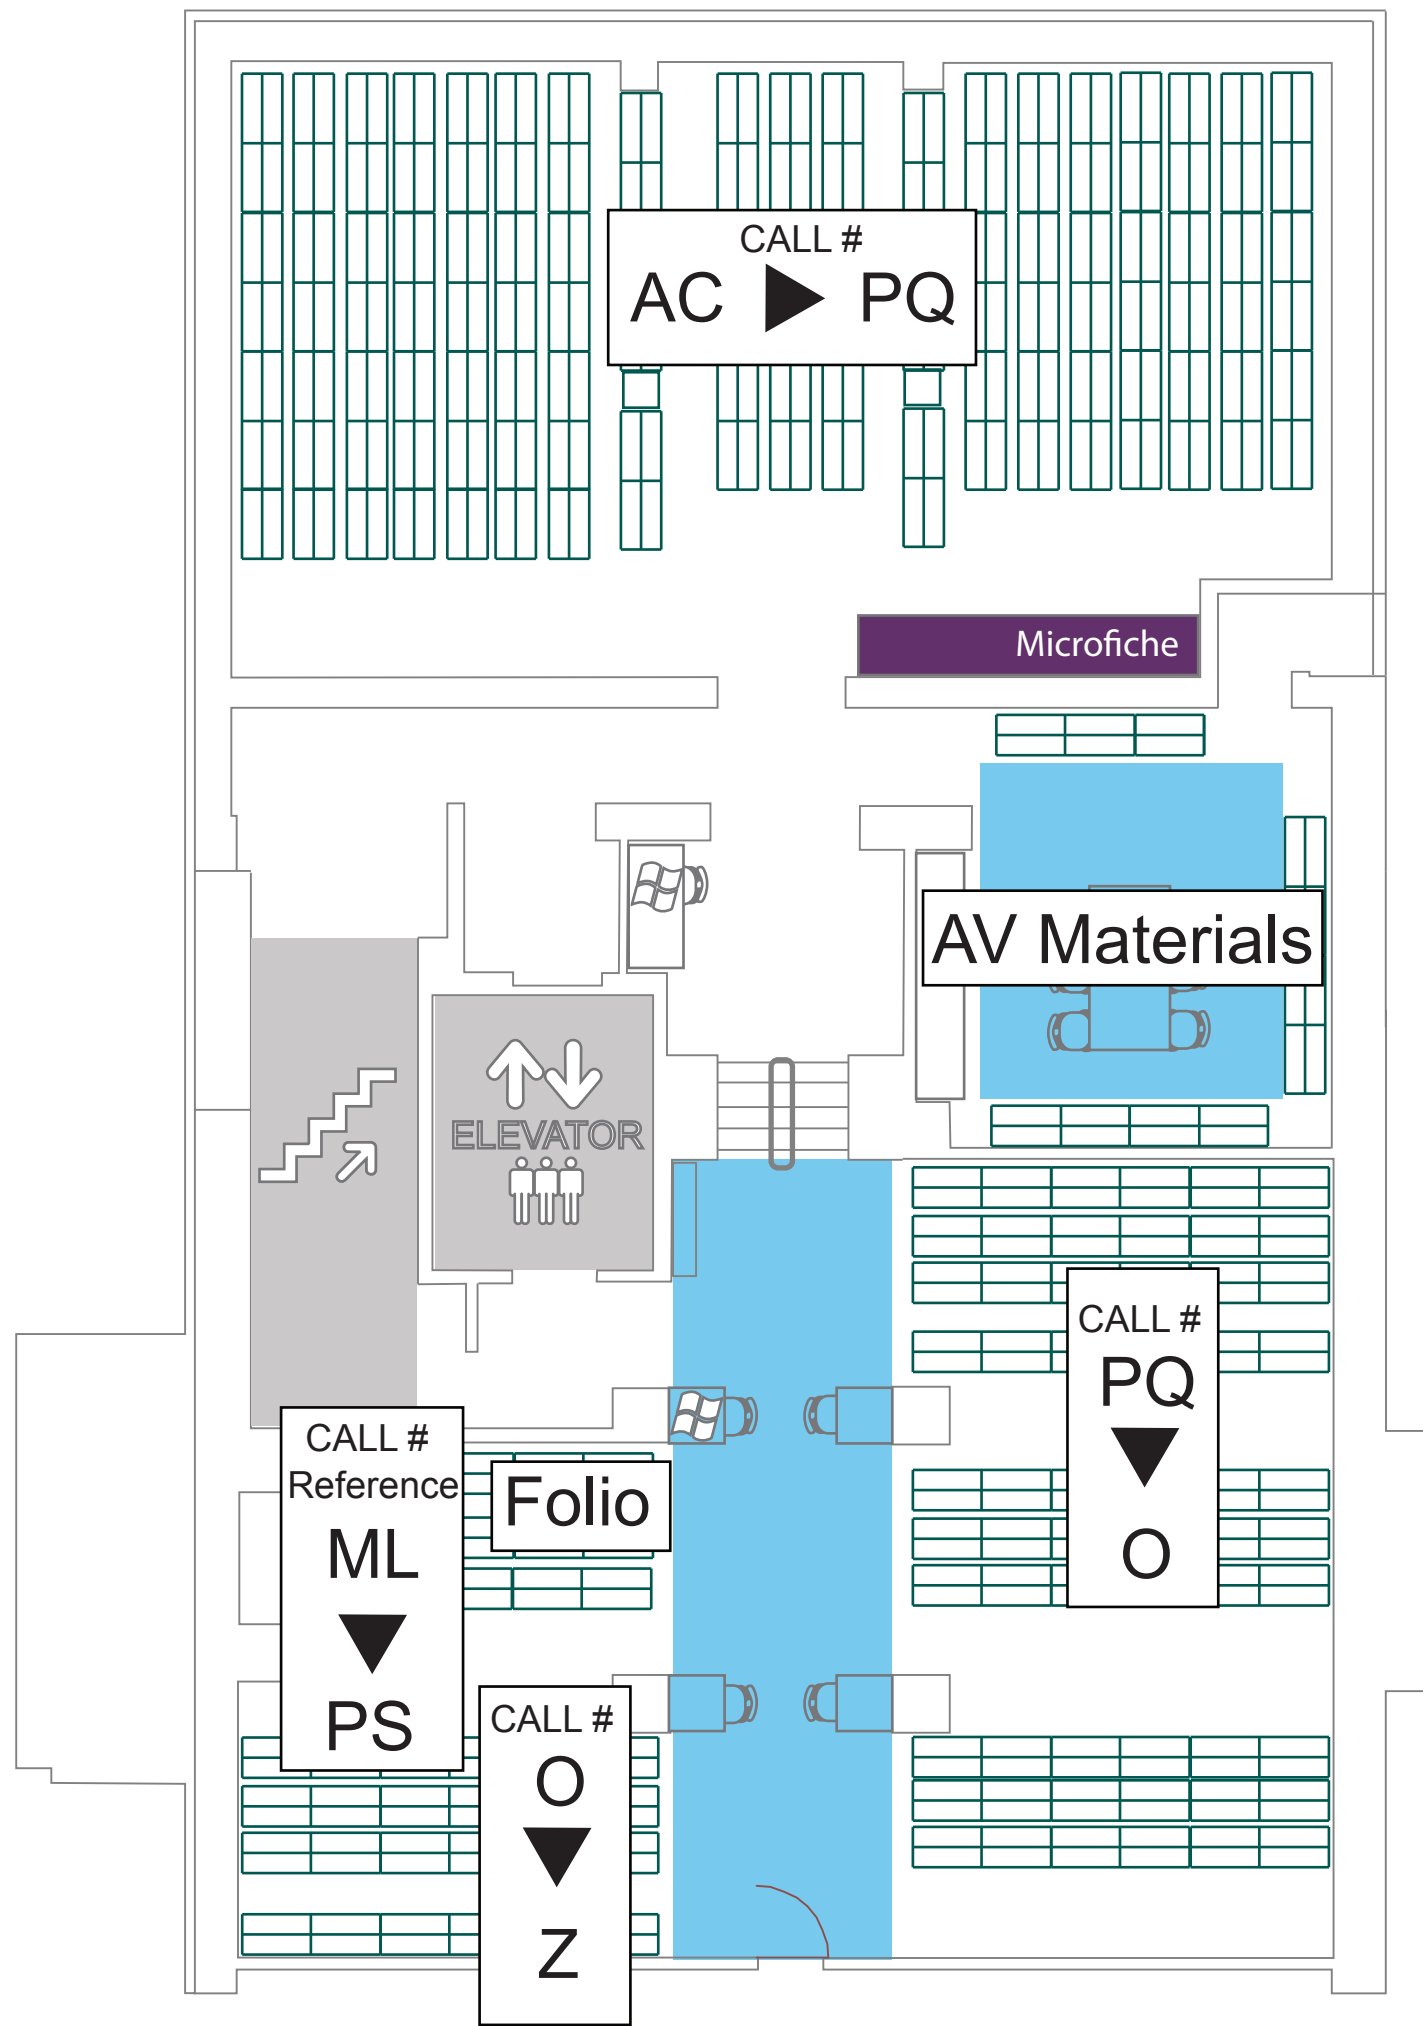 CALL #
AC ▶ PQ
Microfiche
AV Materials
ELEVATOR
CALL #
PQ
▼
O
CALL #
Reference
ML
▼
PS
Folio
CALL #
O
▼
Z